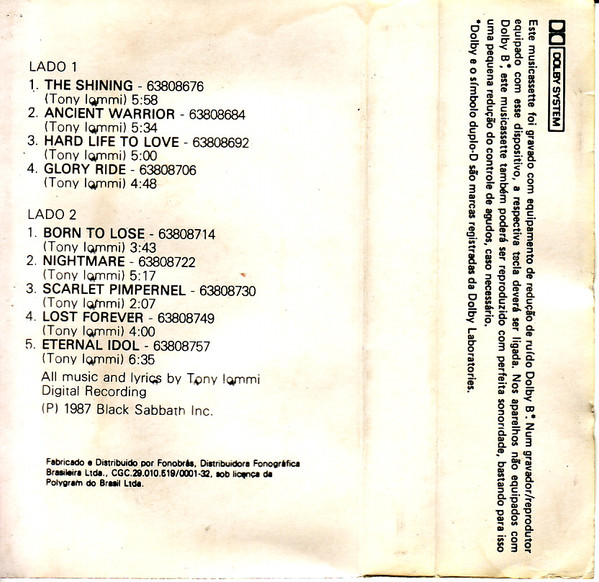 LADO 1
1. THE SHINING - 63808676
(Tony Iommi) 5:58
2. ANCIENT WARRIOR - 63808684
(Tony Iommi) 5:34
3. HARD LIFE TO LOVE - 63808692
(Tony Iommi) 5:00
4. GLORY RIDE - 63808706
(Tony Iommi) 4:48
LADO 2
1. BORN TO LOSE - 63808714
(Tony Iommi) 3:43
2. NIGHTMARE - 63808722
(Tony Iommi) 5:17
3. SCARLET PIMPERNEL - 63808730
(Tony Iommi) 2:07
4. LOST FOREVER - 63808749
(Tony Iommi) 4:00
5. ETERNAL IDOL - 63808757
(Tony Iommi) 6:35
All music and lyrics by Tony Iommi
Digital Recording
(P) 1987 Black Sabbath Inc.
Fabricado e Distribuído por Fonobrás, Distribuidora Fonográfica
Brasileira Ltda., CGC.29.010.519/0001-32, sob licença da
Polygram do Brasil Ltda.
DOLBY SYSTEM
Este musicassette foi gravado com equipamento de redução de ruído Dolby B*. Num gravador/reprodutor
equipado com esse dispositivo, a respectiva tecla deverá ser ligada. Nos aparelhos não equipados com
Dolby B*, este musicassette também poderá ser reproduzido com perfeita sonoridade, bastando para isso
uma pequena redução do controle de agudos, caso necessário.
*Dolby e o símbolo duplo-D são marcas registradas da Dolby Laboratories.